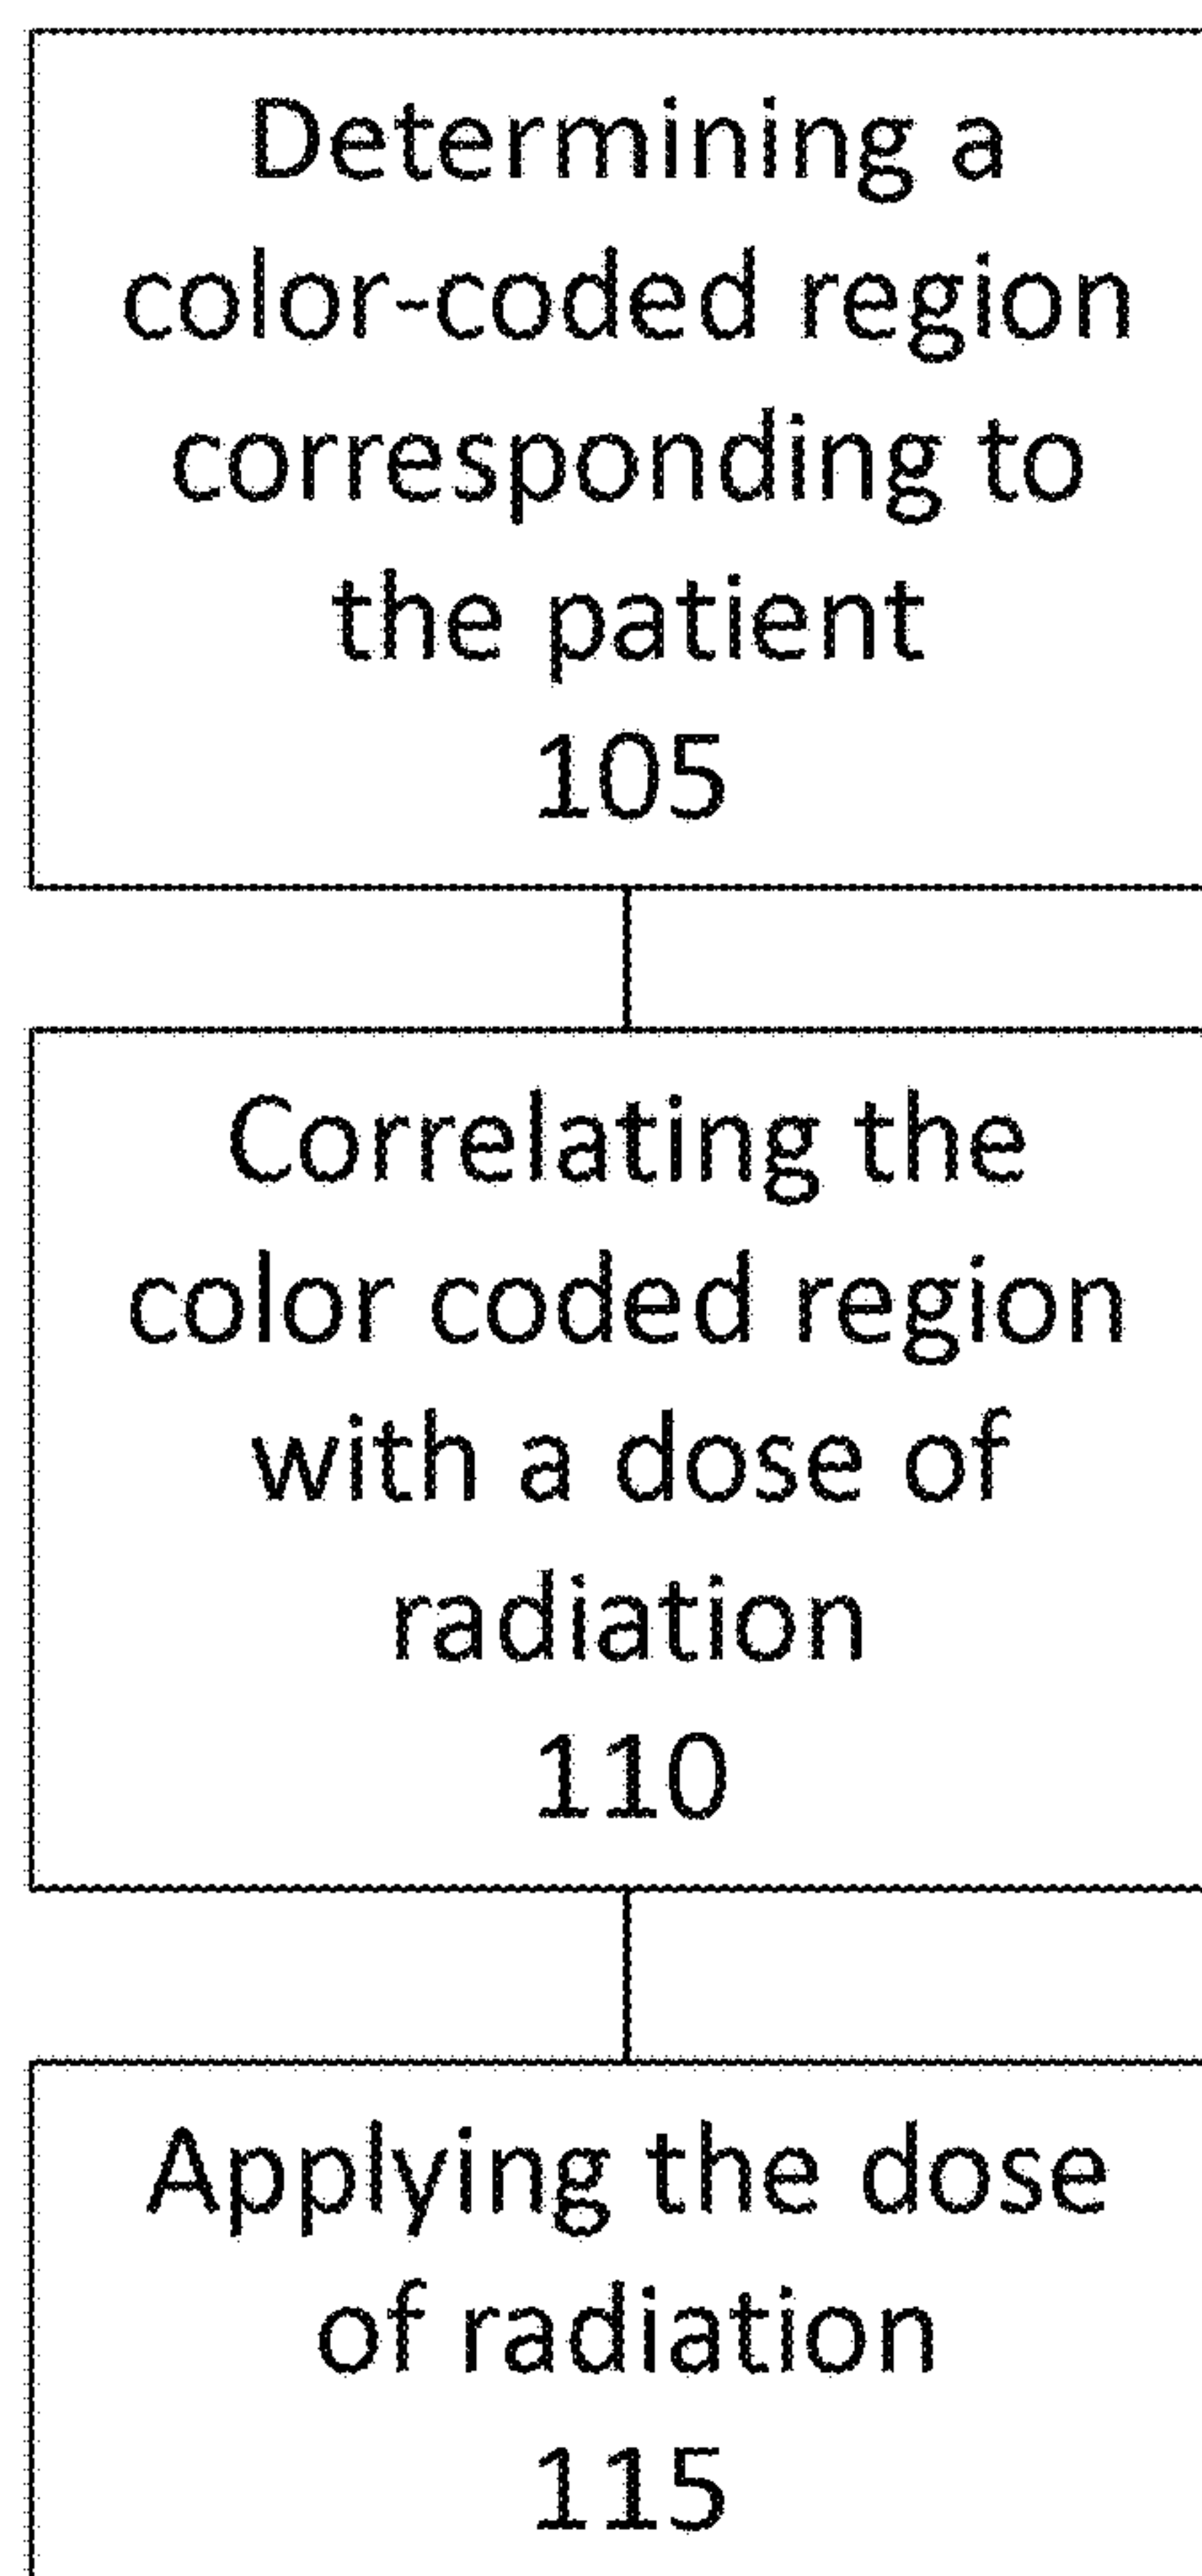 Determining a
color-coded region
corresponding to
the patient
105
Correlating the
color coded region
with a dose of
radiation
110
Applying the dose
of radiation
115